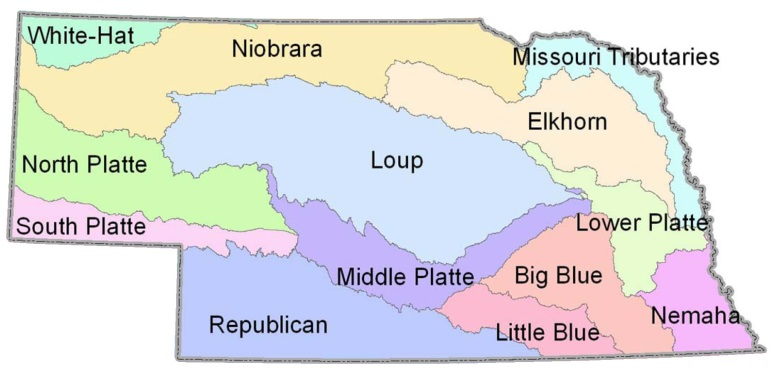 White-Hat
Niobrara
Missouri Tributaries
Elkhorn
Loup
North Platte
South Platte
Lower Platte
Middle Platte
Big Blue
Republican
Little Blue
Nemaha